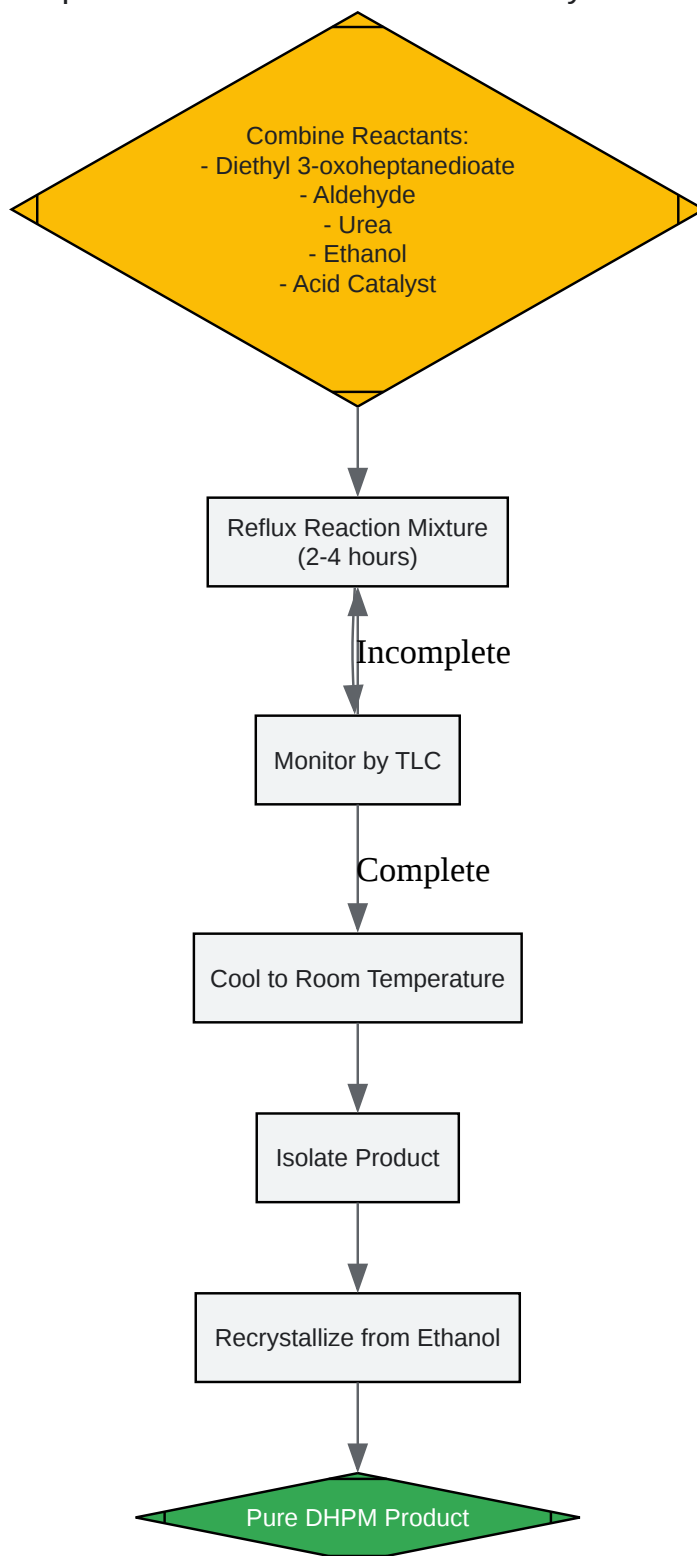 Combine Reactants:
- Diethyl 3-oxoheptanedioate
- Aldehyde
- Urea
- Ethanol
- Acid Catalyst
Reflux Reaction Mixture
(2-4 hours)
Incomplete
Monitor by TLC
Complete
Cool to Room Temperature
Isolate Product
Recrystallize from Ethanol
Pure DHPM Product